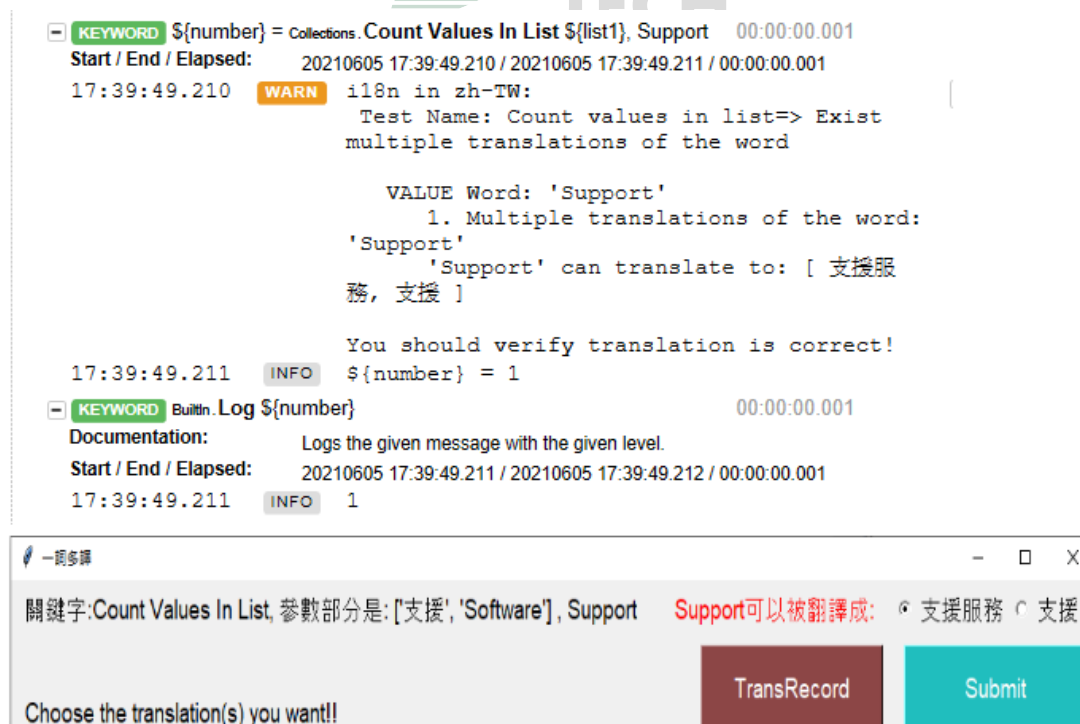 KEYWORD ${number} = Collections.Count Values In List ${list1}, Support 00:00:00.001
Start / End / Elapsed: 20210605 17:39:49.210 / 20210605 17:39:49.211 / 00:00:00.001
17:39:49.210 WARN i18n in zh-TW:
Test Name: Count values in list=> Exist
multiple translations of the word
VALUE Word: 'Support'
1. Multiple translations of the word:
'Support'
'Support' can translate to: [ 支援服
務, 支援 ]
You should verify translation is correct!
17:39:49.211 INFO ${number} = 1
KEYWORD BuiltIn.Log ${number} 00:00:00.001
Documentation: Logs the given message with the given level.
Start / End / Elapsed: 20210605 17:39:49.211 / 20210605 17:39:49.212 / 00:00:00.001
17:39:49.211 INFO 1
一詞多譯
關鍵字:Count Values In List, 參數部分是: ['支援', 'Software'] , Support Support可以被翻譯成: 支援服務 支援
TransRecord Submit
Choose the translation(s) you want!!